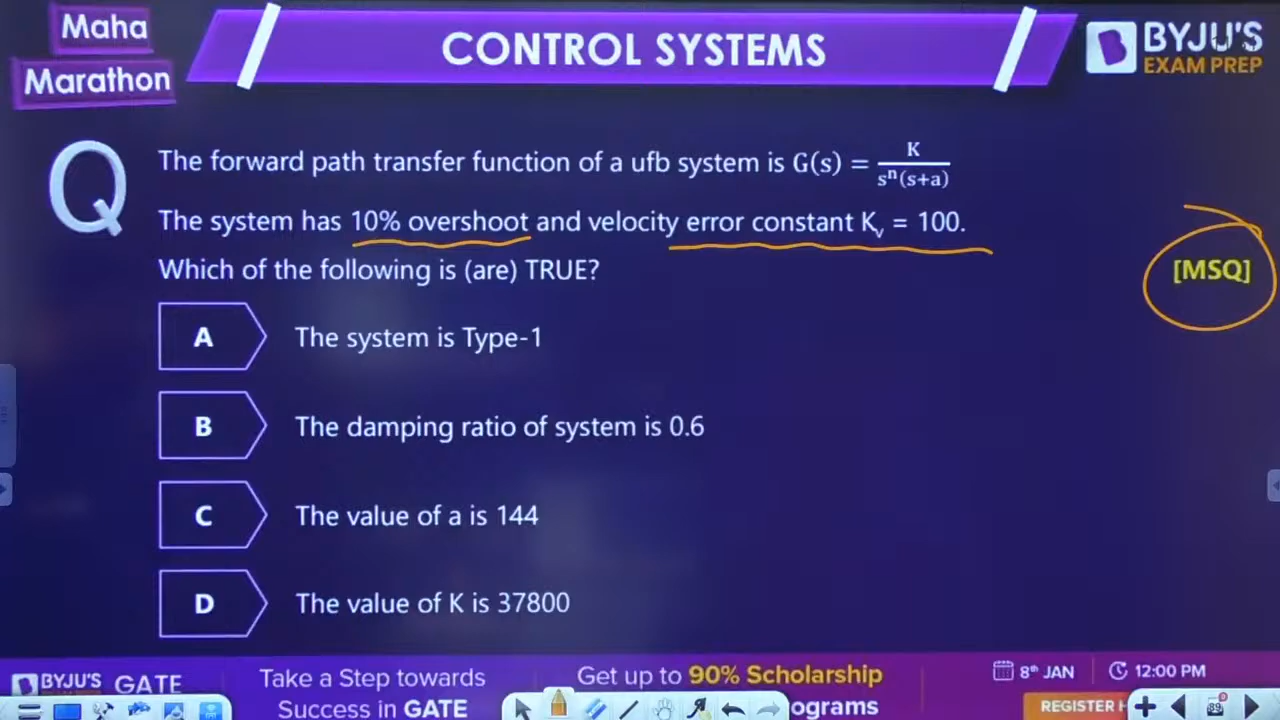 Maha
Marathon
CONTROL SYSTEMS
BYJU'S
EXAM PREP
Q
The forward path transfer function of a ufb system is G(s) = K / sⁿ(s+a)
The system has 10% overshoot and velocity error constant Kᵥ = 100.
Which of the following is (are) TRUE?
[MSQ]
A The system is Type-1
B The damping ratio of system is 0.6
C The value of a is 144
D The value of K is 37800
BYJU'S GATE
Take a Step towards
Success in GATE
Get up to 90% Scholarship
ograms
8th JAN
12:00 PM
REGISTER
89